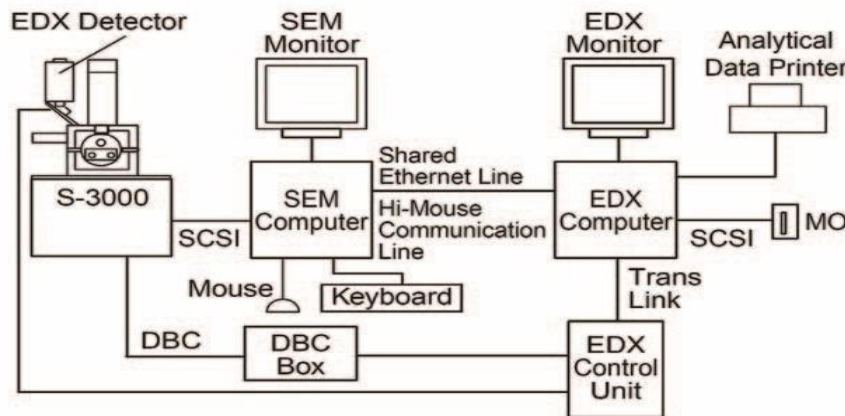 EDX Detector
SEM
Monitor
EDX
Monitor
Analytical
Data Printer
S-3000
SCSI
SEM
Computer
Shared
Ethernet Line
Hi-Mouse
Communication
Line
EDX
Computer
SCSI
MO
Mouse
Keyboard
Trans
Link
DBC
DBC
Box
EDX
Control
Unit